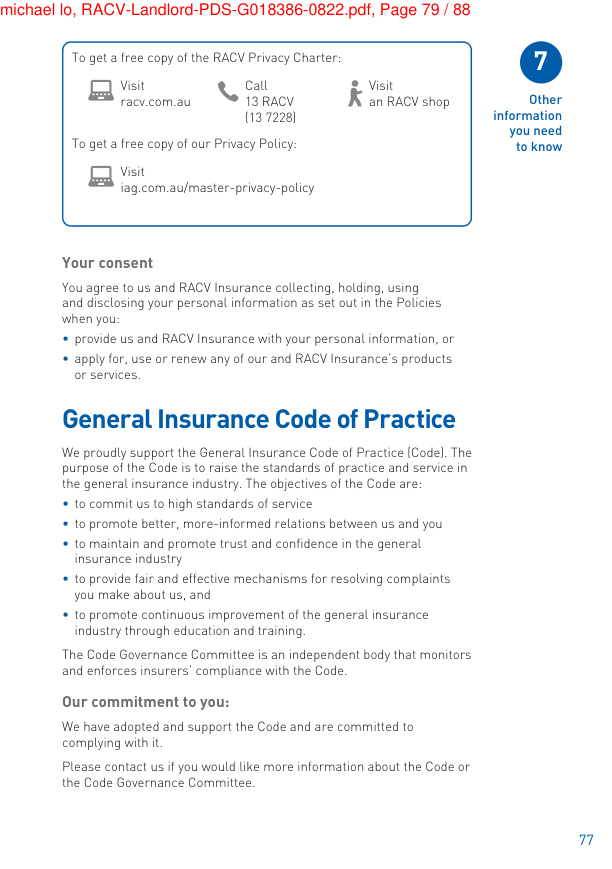 michael lo, RACV-Landlord-PDS-G018386-0822.pdf, Page 79 / 88
To get a free copy of the RACV Privacy Charter:
Visit
racv.com.au
Call
13 RACV
(13 7228)
Visit
an RACV shop
To get a free copy of our Privacy Policy:
Visit
iag.com.au/master-privacy-policy
7
Other
information
you need
to know
Your consent
You agree to us and RACV Insurance collecting, holding, using
and disclosing your personal information as set out in the Policies
when you:
• provide us and RACV Insurance with your personal information, or
• apply for, use or renew any of our and RACV Insurance's products
or services.
General Insurance Code of Practice
We proudly support the General Insurance Code of Practice (Code). The
purpose of the Code is to raise the standards of practice and service in
the general insurance industry. The objectives of the Code are:
• to commit us to high standards of service
• to promote better, more-informed relations between us and you
• to maintain and promote trust and confidence in the general
insurance industry
• to provide fair and effective mechanisms for resolving complaints
you make about us, and
• to promote continuous improvement of the general insurance
industry through education and training.
The Code Governance Committee is an independent body that monitors
and enforces insurers' compliance with the Code.
Our commitment to you:
We have adopted and support the Code and are committed to
complying with it.
Please contact us if you would like more information about the Code or
the Code Governance Committee.
77